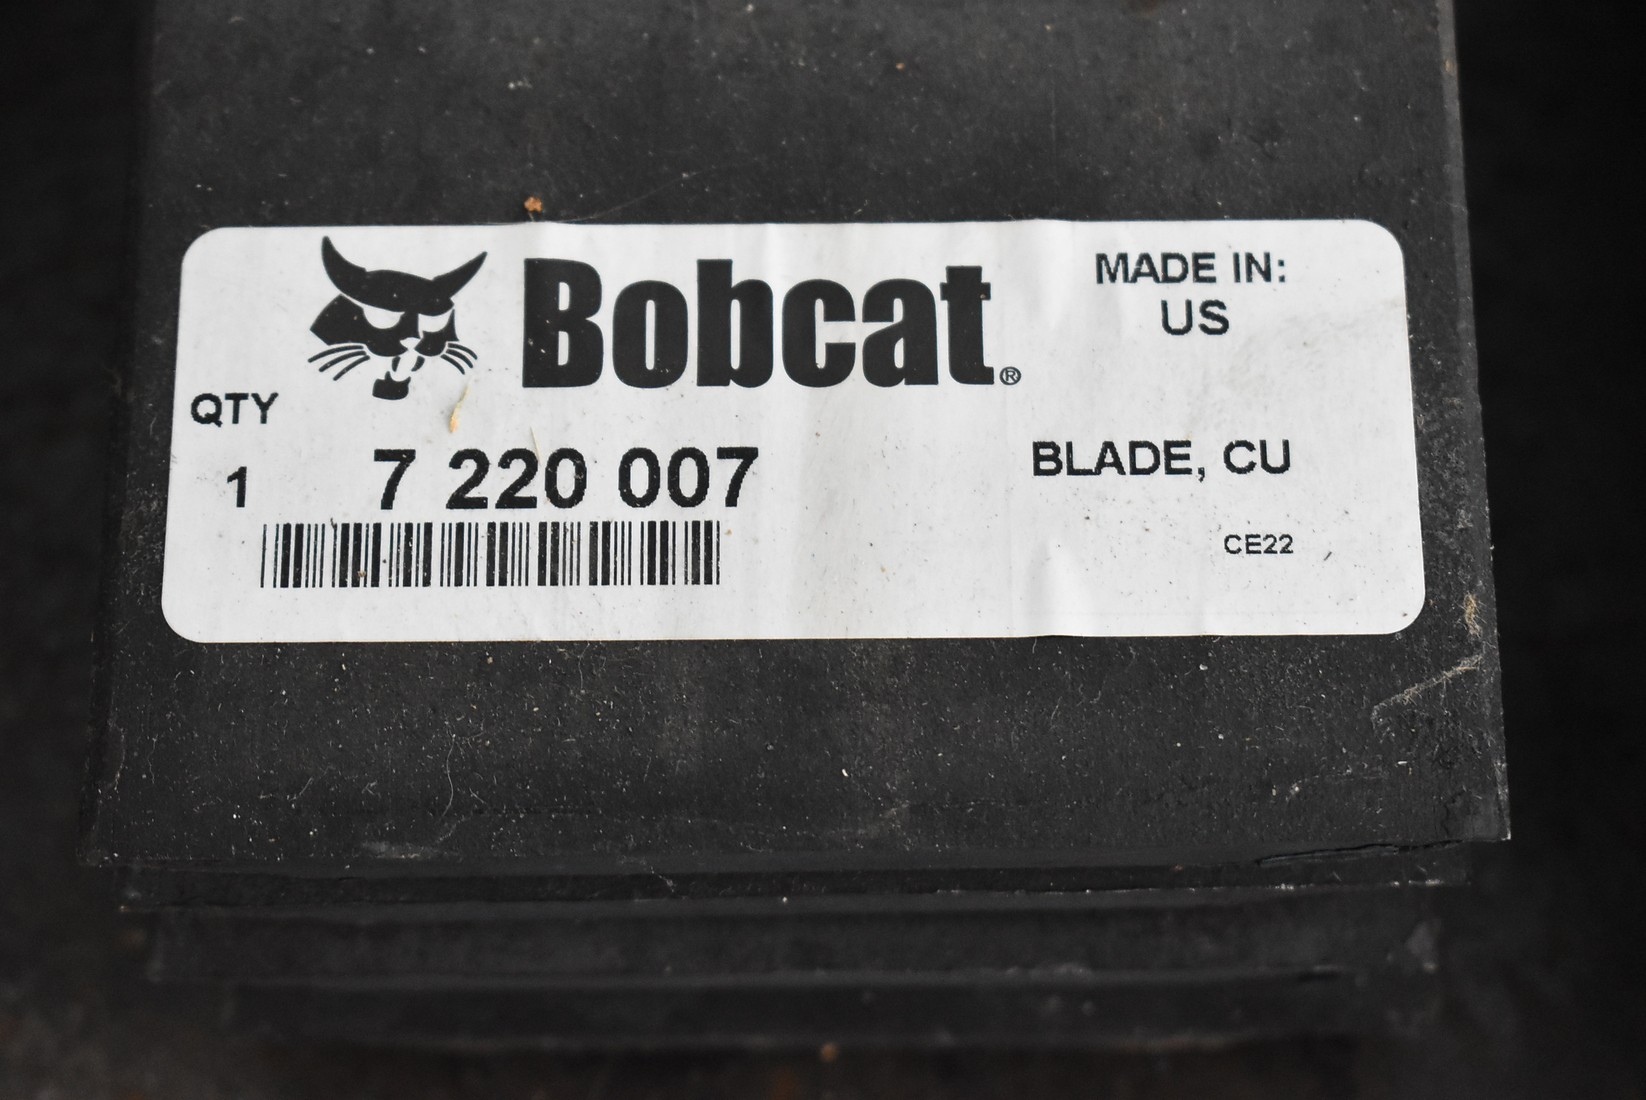 Bobcat®
MADE IN:
US
QTY
1 7 220 007
BLADE, CU
CE22